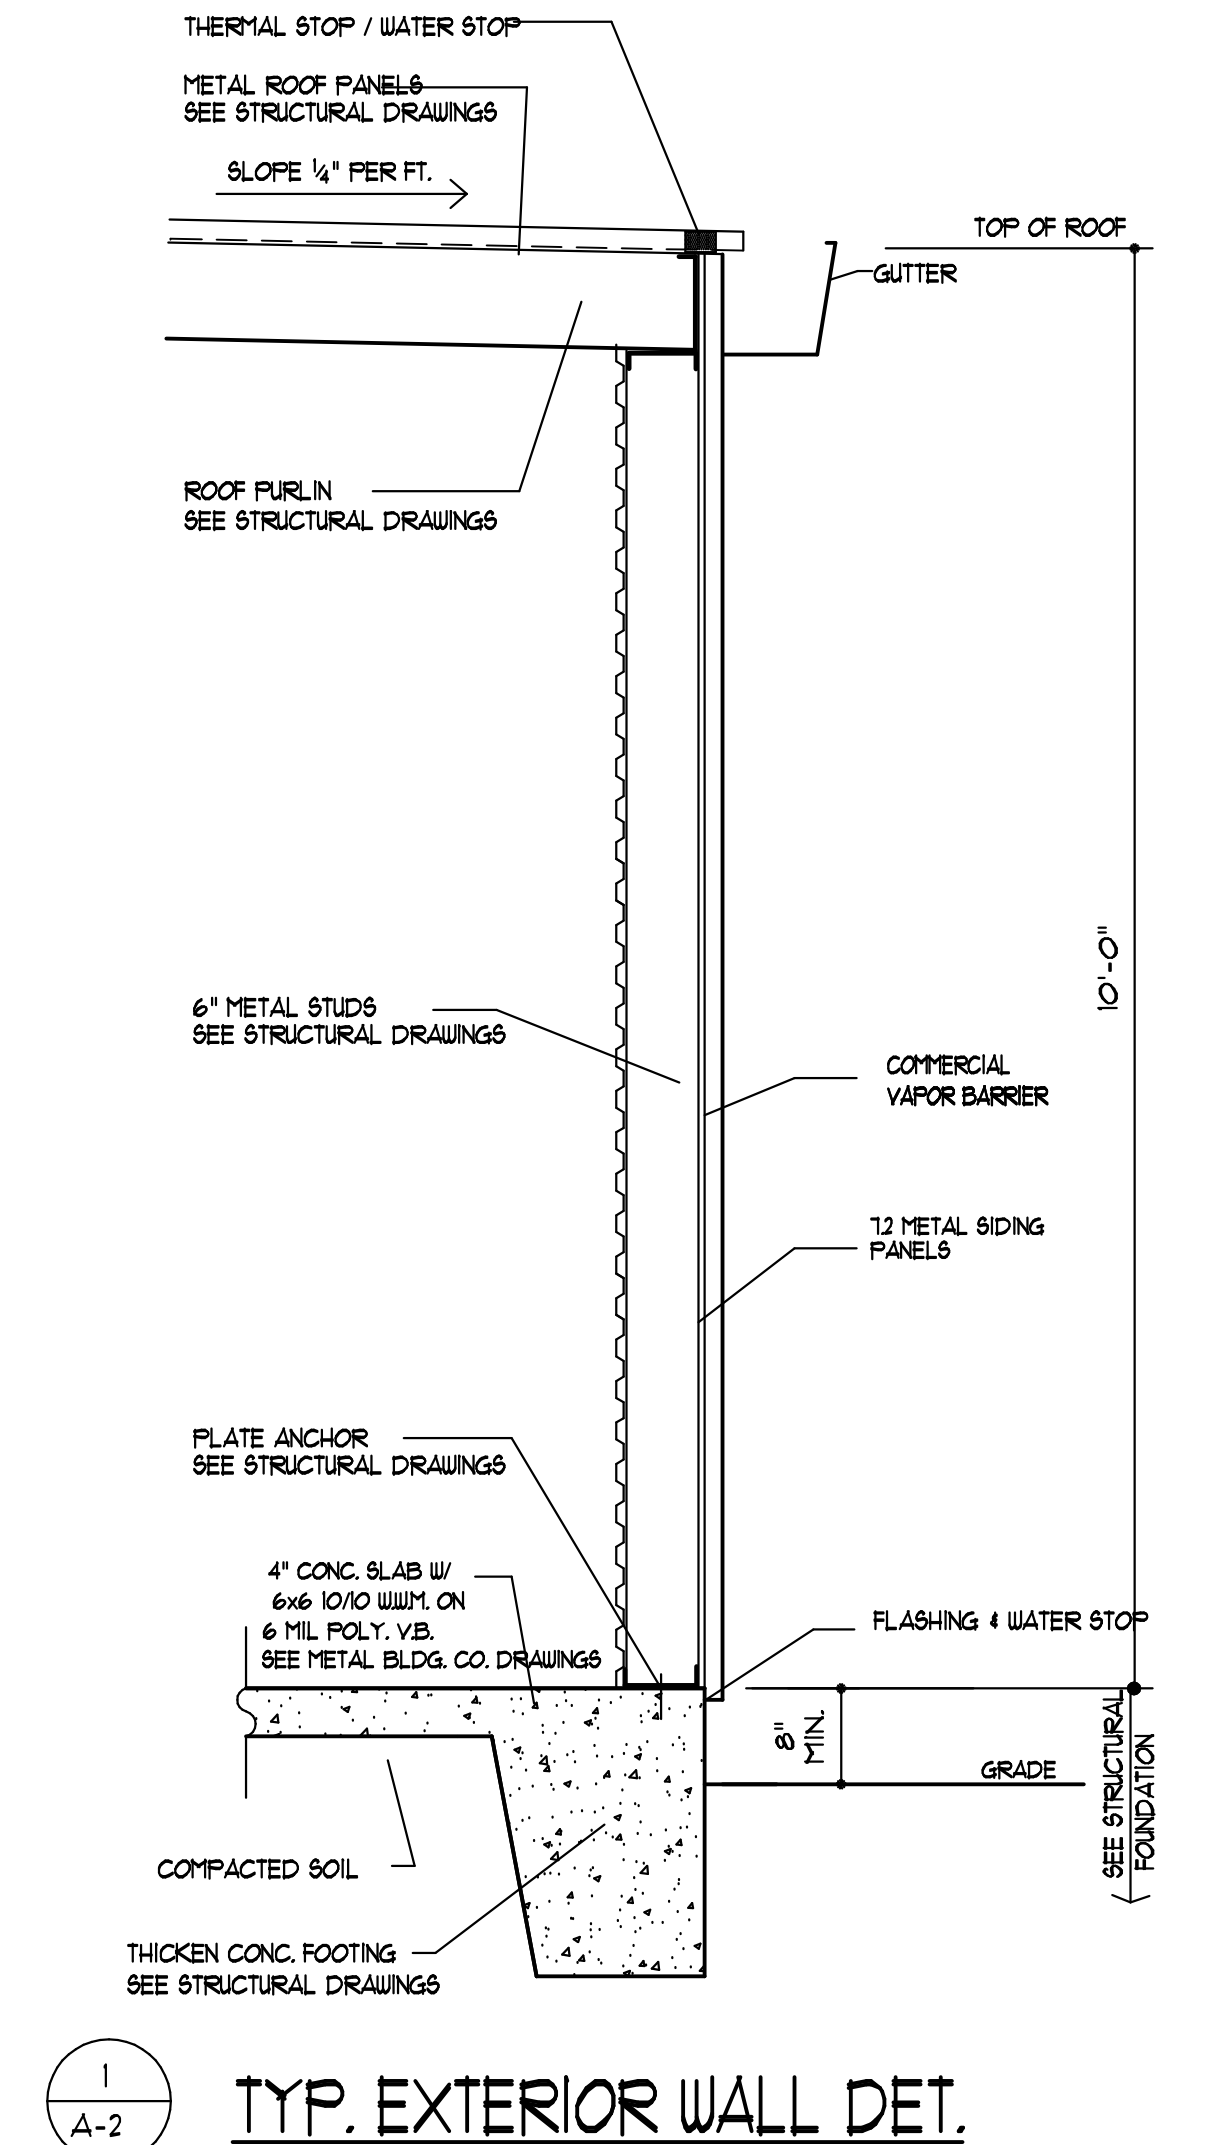 THERMAL STOP / WATER STOP
METAL ROOF PANELS
SEE STRUCTURAL DRAWINGS
SLOPE ¼" PER FT.
TOP OF ROOF
GUTTER
ROOF PURLIN
SEE STRUCTURAL DRAWINGS
10'-0"
6" METAL STUDS
SEE STRUCTURAL DRAWINGS
COMMERCIAL
VAPOR BARRIER
7.2 METAL SIDING
PANELS
PLATE ANCHOR
SEE STRUCTURAL DRAWINGS
4" CONC. SLAB W/
6x6 10/10 W.W.M. ON
6 MIL POLY. V.B.
SEE METAL BLDG. CO. DRAWINGS
FLASHING & WATER STOP
8"
MIN.
GRADE
SEE STRUCTURAL
FOUNDATION
COMPACTED SOIL
THICKEN CONC. FOOTING
SEE STRUCTURAL DRAWINGS
1
A-2
TYP. EXTERIOR WALL DET.